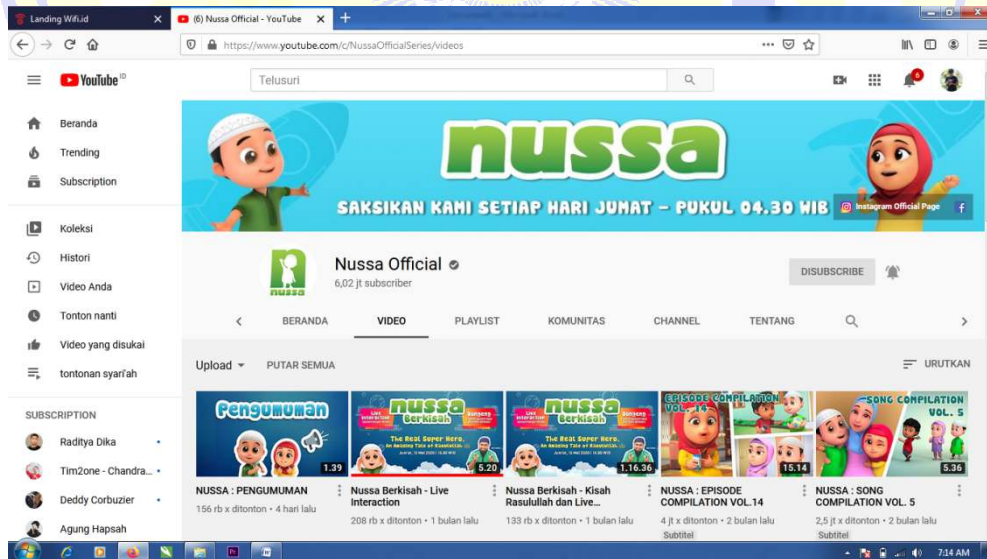 Landing Wifi.id
(6) Nussa Official - YouTube
https://www.youtube.com/c/NussaOfficialSeries/videos
YouTube ID
Telusuri
6
Beranda
Trending
Subscription
Koleksi
Histori
Video Anda
Tonton nanti
Video yang disukai
tontonan syari'ah
SUBSCRIPTION
Raditya Dika
Tim2one - Chandra...
Deddy Corbuzier
Agung Hapsah
nussa
SAKSIKAN KAMI SETIAP HARI JUMAT - PUKUL 04.30 WIB
Instagram Official Page
nussa
Nussa Official
6,02 jt subscriber
DISUBSCRIBE
BERANDA
VIDEO
PLAYLIST
KOMUNITAS
CHANNEL
TENTANG
Upload
PUTAR SEMUA
URUTKAN
Pengumuman
1.39
NUSSA : PENGUMUMAN
156 rb x ditonton • 4 hari lalu
nussa
Berkisah
The Real Super Hero.
5.20
Nussa Berkisah - Live
Interaction
208 rb x ditonton • 1 bulan lalu
nussa
Berkisah
The Real Super Hero.
1.16.36
Nussa Berkisah - Kisah
Rasulullah dan Live...
133 rb x ditonton • 1 bulan lalu
EPISODE COMPILATION
VOL. 14
15.14
NUSSA : EPISODE
COMPILATION VOL.14
4 jt x ditonton • 2 bulan lalu
Subtitel
SONG COMPILATION
VOL. 5
5.36
NUSSA : SONG
COMPILATION VOL. 5
2,5 jt x ditonton • 2 bulan lalu
Subtitel
7:14 AM